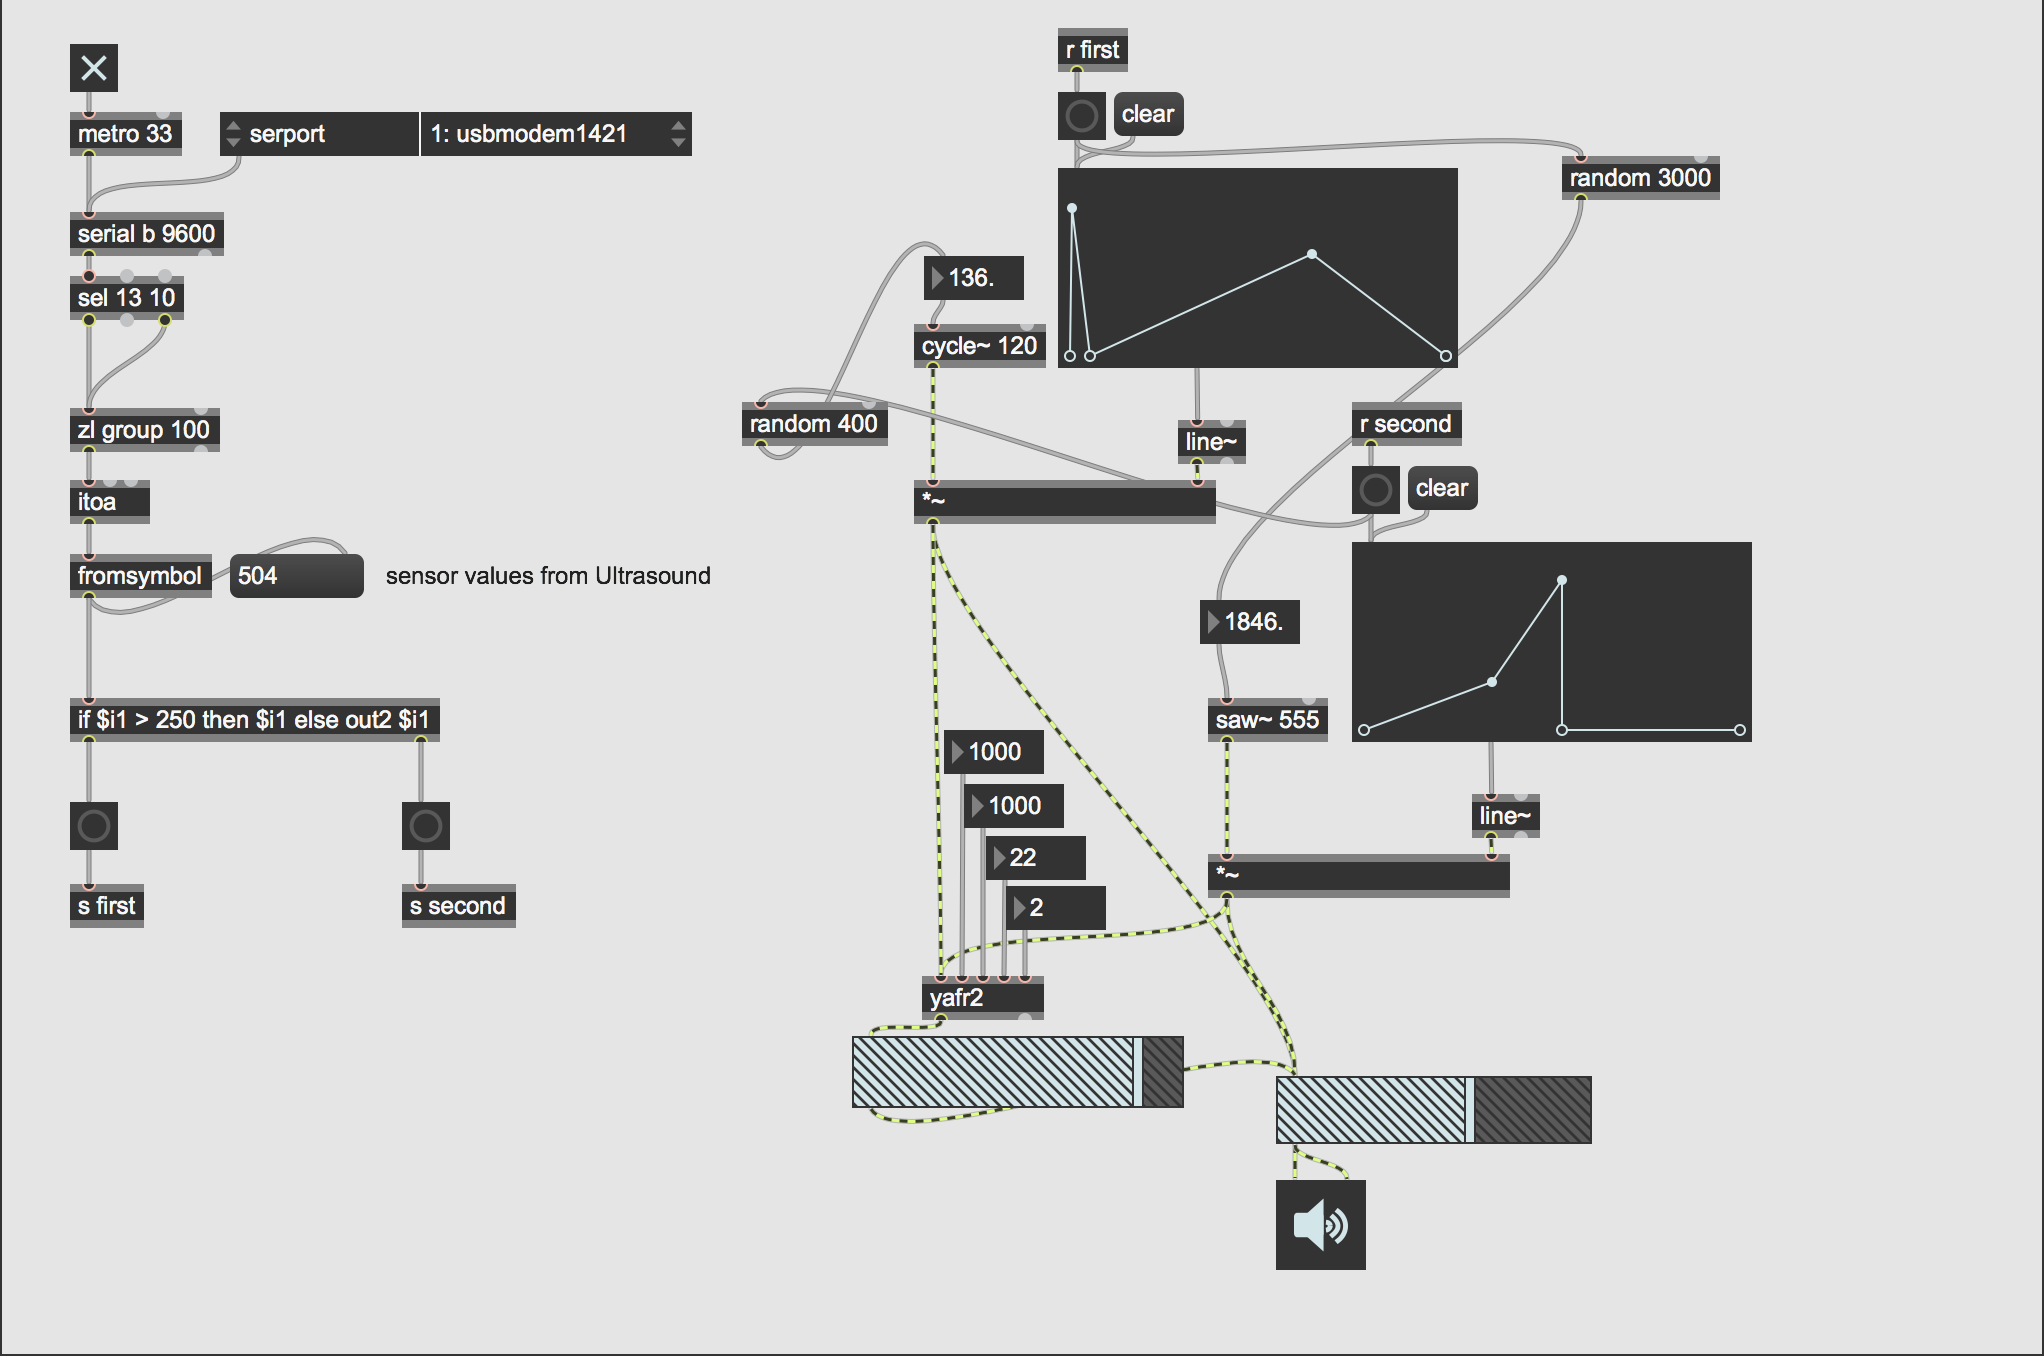 metro 33
serport
1: usbmodem1421
serial b 9600
sel 13 10
zl group 100
itoa
fromsymbol
504
sensor values from Ultrasound
if $i1 > 250 then $i1 else out2 $i1
s first
s second
r first
clear
random 3000
136.
cycle~ 120
random 400
line~
*~
r second
clear
1846.
saw~ 555
line~
*~
1000
1000
22
2
yafr2